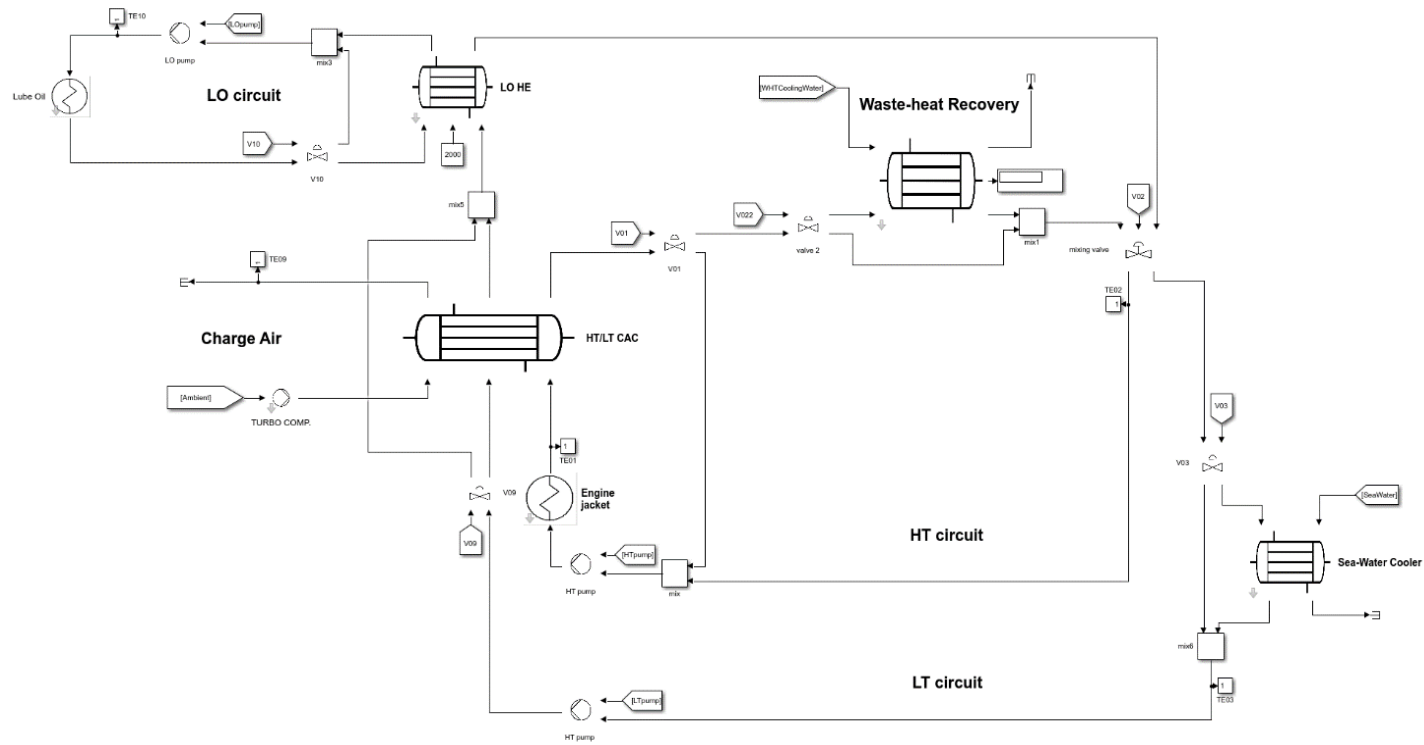 TE10
[LOpump]
LO pump
mix3
Lube Oil
LO circuit
LO HE
V10
V10
2000
mix5
[WHTCoolingWater]
Waste-heat Recovery
V022
valve 2
mix1
V02
mixing valve
V01
V01
TE09
TE02
1
Charge Air
HT/LT CAC
[Ambient]
TURBO COMP.
1
TE01
V03
V03
V09
V09
Engine
jacket
[SeaWater]
HT circuit
[HTpump]
HT pump
mix
Sea-Water Cooler
mix6
LT circuit
1
TE03
[LTpump]
HT pump